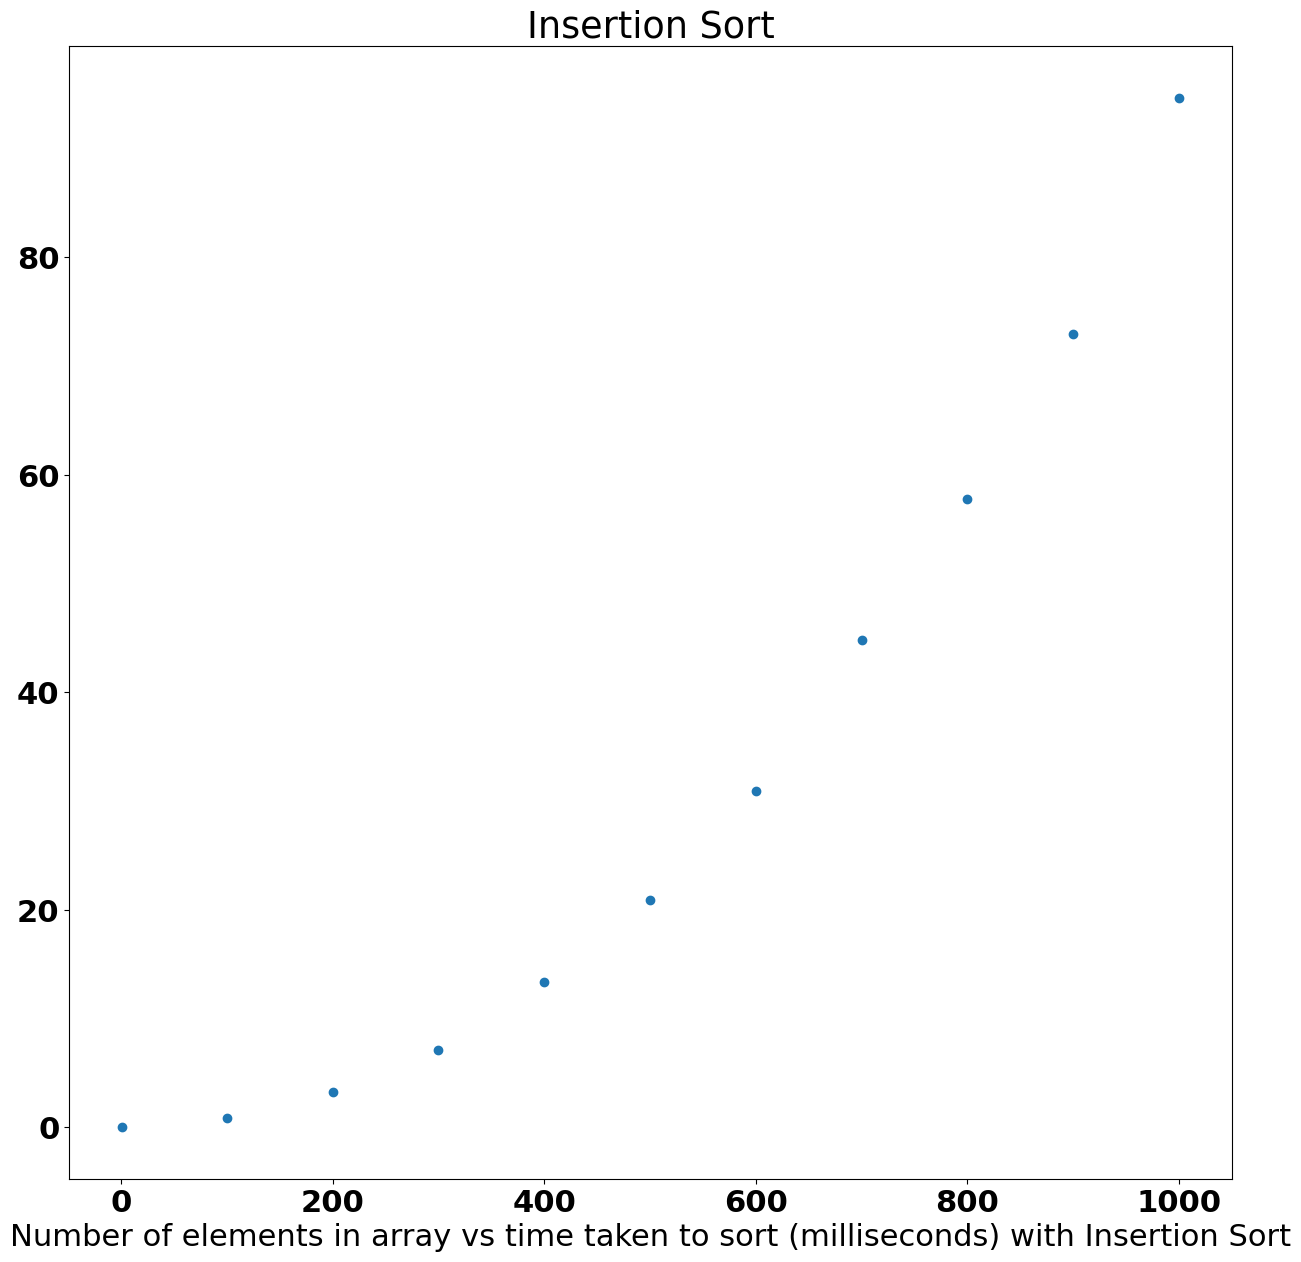 Insertion Sort
80
60
40
20
0
0 200 400 600 800 1000
Number of elements in array vs time taken to sort (milliseconds) with Insertion Sort